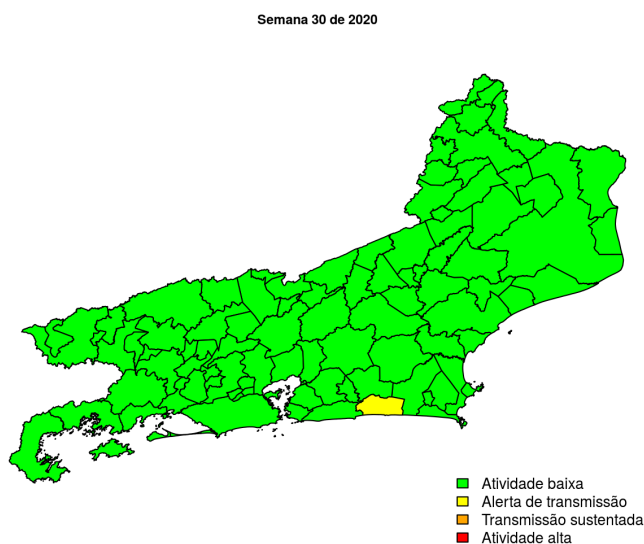 Semana 30 de 2020
Atividade baixa
Alerta de transmissão
Transmissão sustentada
Atividade alta